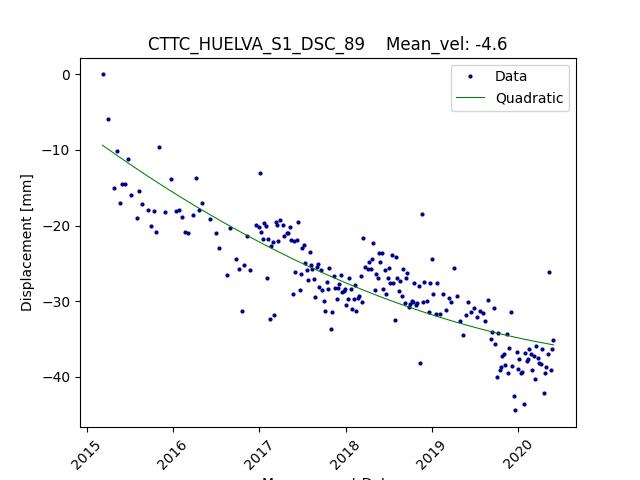 CTTC_HUELVA_S1_DSC_89 Mean_vel: -4.6
Data
Quadratic
Displacement [mm]
0
−10
−20
−30
−40
2015
2016
2017
2018
2019
2020